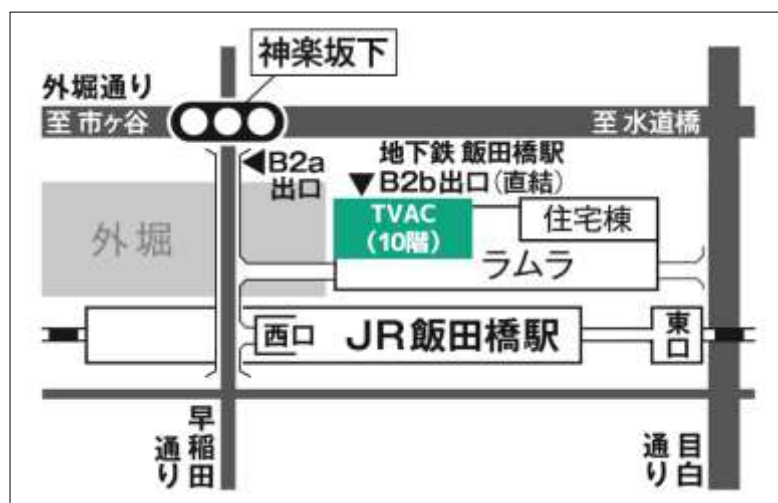 神楽坂下
外堀通り
至 市ヶ谷
至 水道橋
◀B2a
出口
地下鉄 飯田橋駅
▼B2b出口(直結)
TVAC
(10階)
住宅棟
ラムラ
外堀
西口
JR飯田橋駅
東口
早稲田通り
目白通り